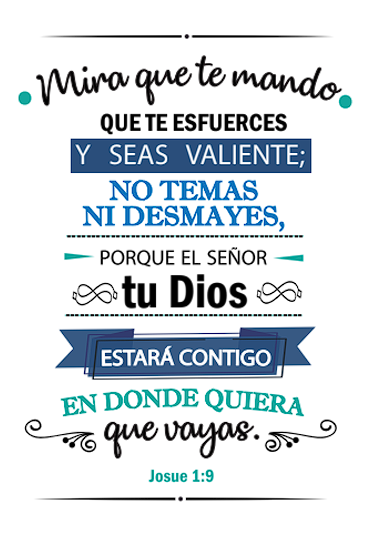 Mira que te mando
QUE TE ESFUERCES
Y SEAS VALIENTE;
NO TEMAS
NI DESMAYES,
PORQUE EL SEÑOR
tu Dios
ESTARÁ CONTIGO
EN DONDE QUIERA
que vayas.
Josue 1:9